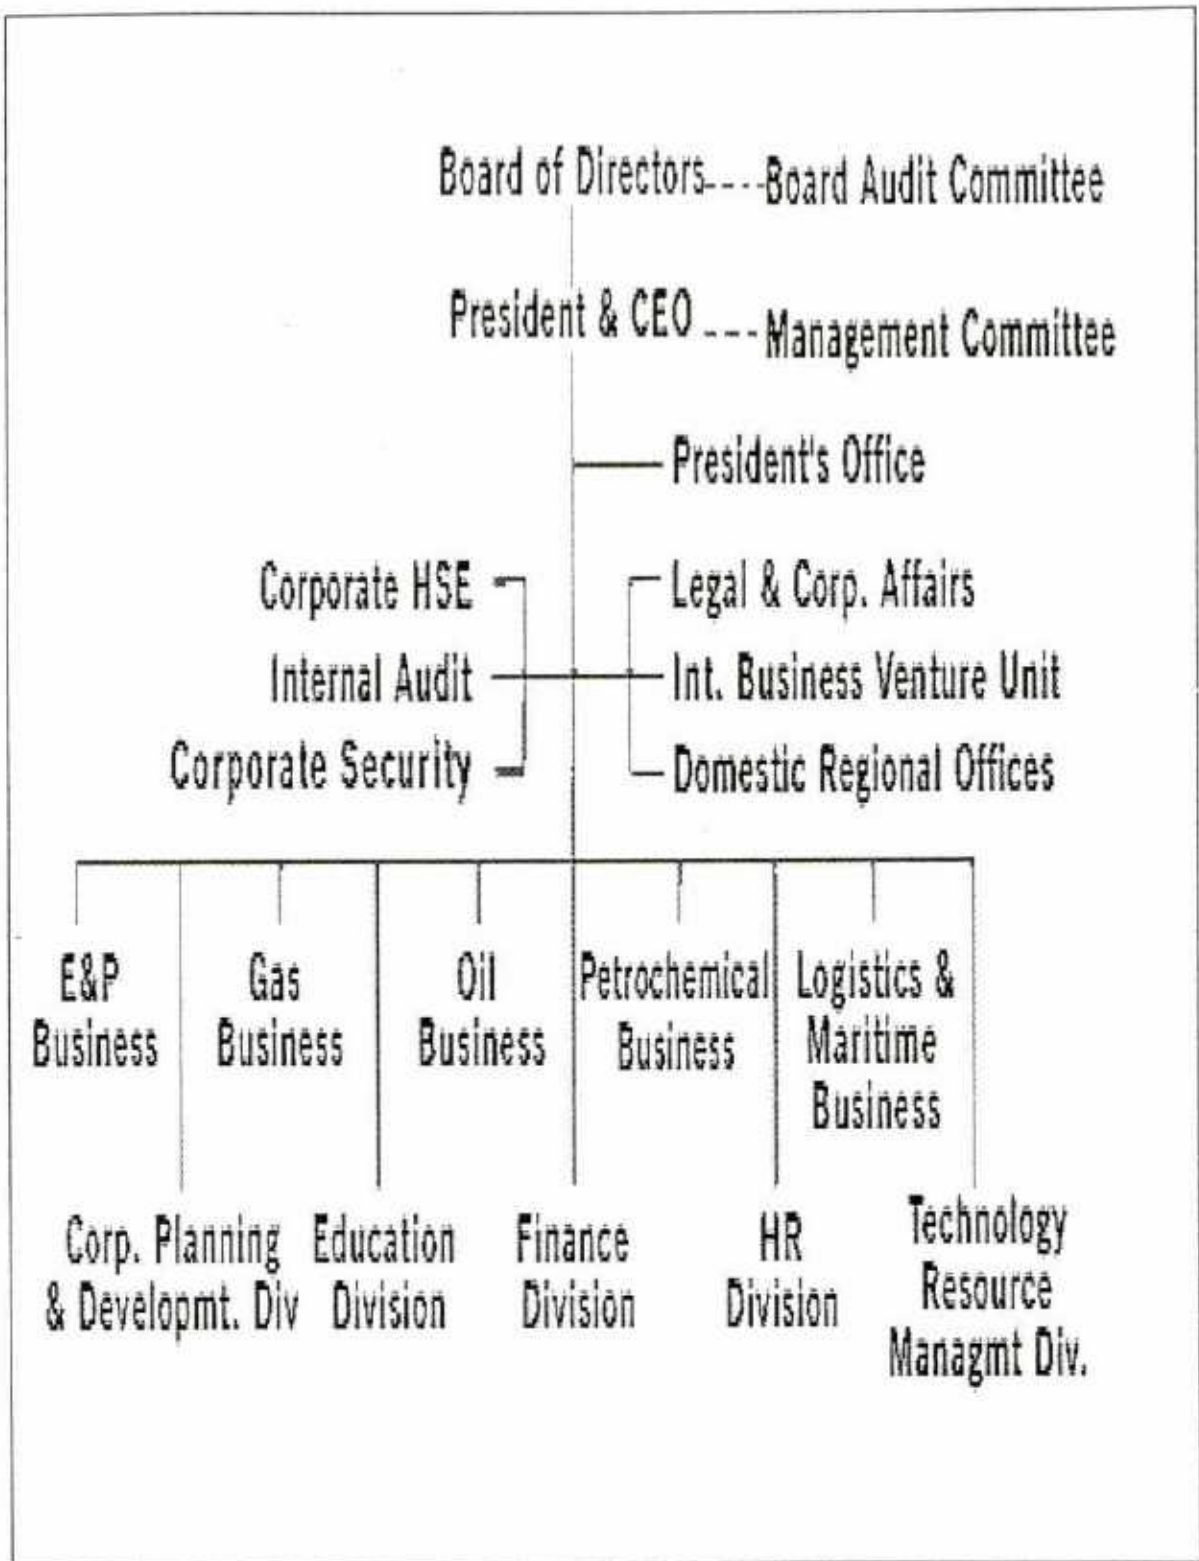 Board of Directors
Board Audit Committee
President & CEO
Management Committee
President's Office
Corporate HSE
Legal & Corp. Affairs
Internal Audit
Int. Business Venture Unit
Corporate Security
Domestic Regional Offices
E&P
Business
Gas
Business
Oil
Business
Petrochemical
Business
Logistics &
Maritime
Business
Corp. Planning
& Developmt. Div
Education
Division
Finance
Division
HR
Division
Technology
Resource
Managmt Div.